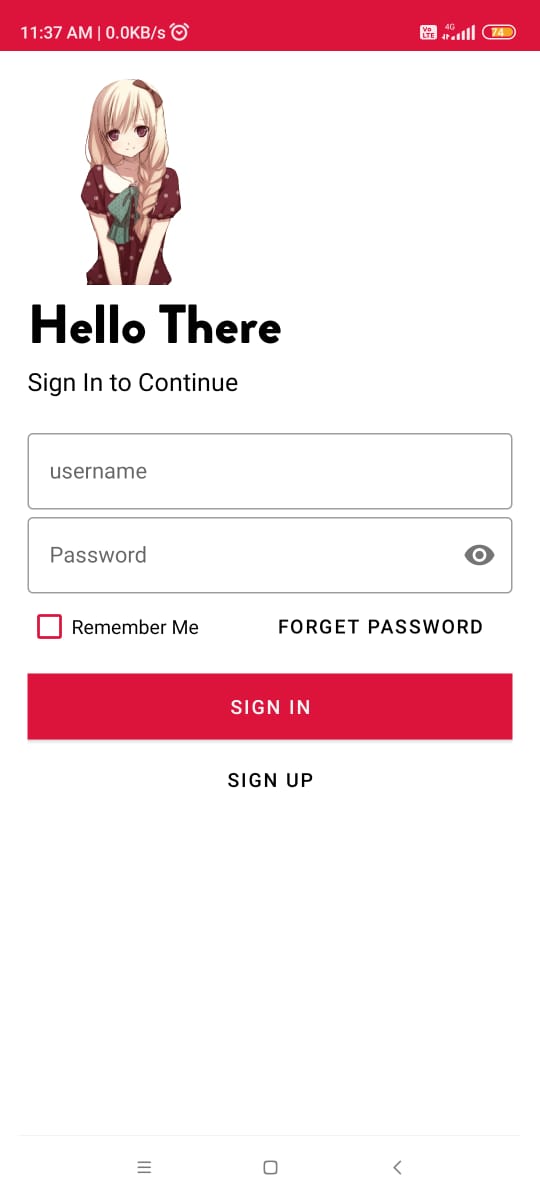 11:37 AM | 0.0KB/s
Vo LTE 4G 74
Hello There
Sign In to Continue
username
Password
Remember Me FORGET PASSWORD
SIGN IN
SIGN UP